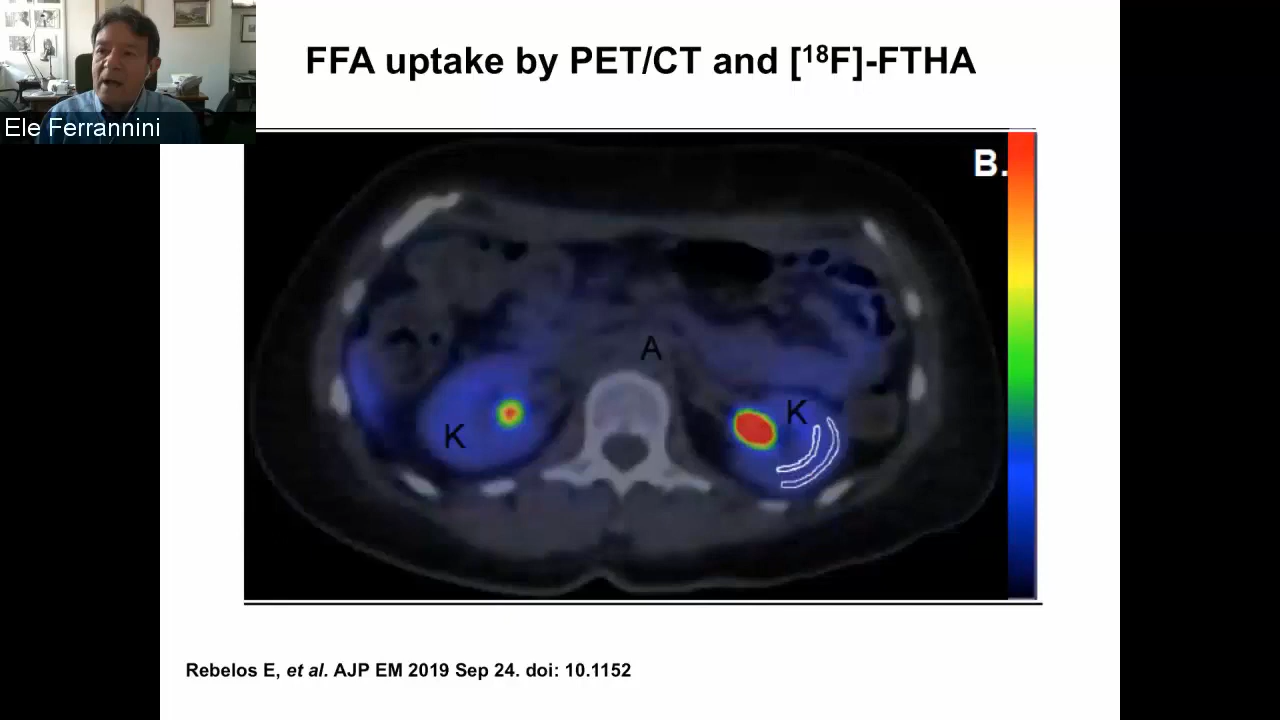 FFA uptake by PET/CT and [¹⁸F]-FTHA
Ele Ferrannini
B.
A
K
K
Rebelos E, et al. AJP EM 2019 Sep 24. doi: 10.1152